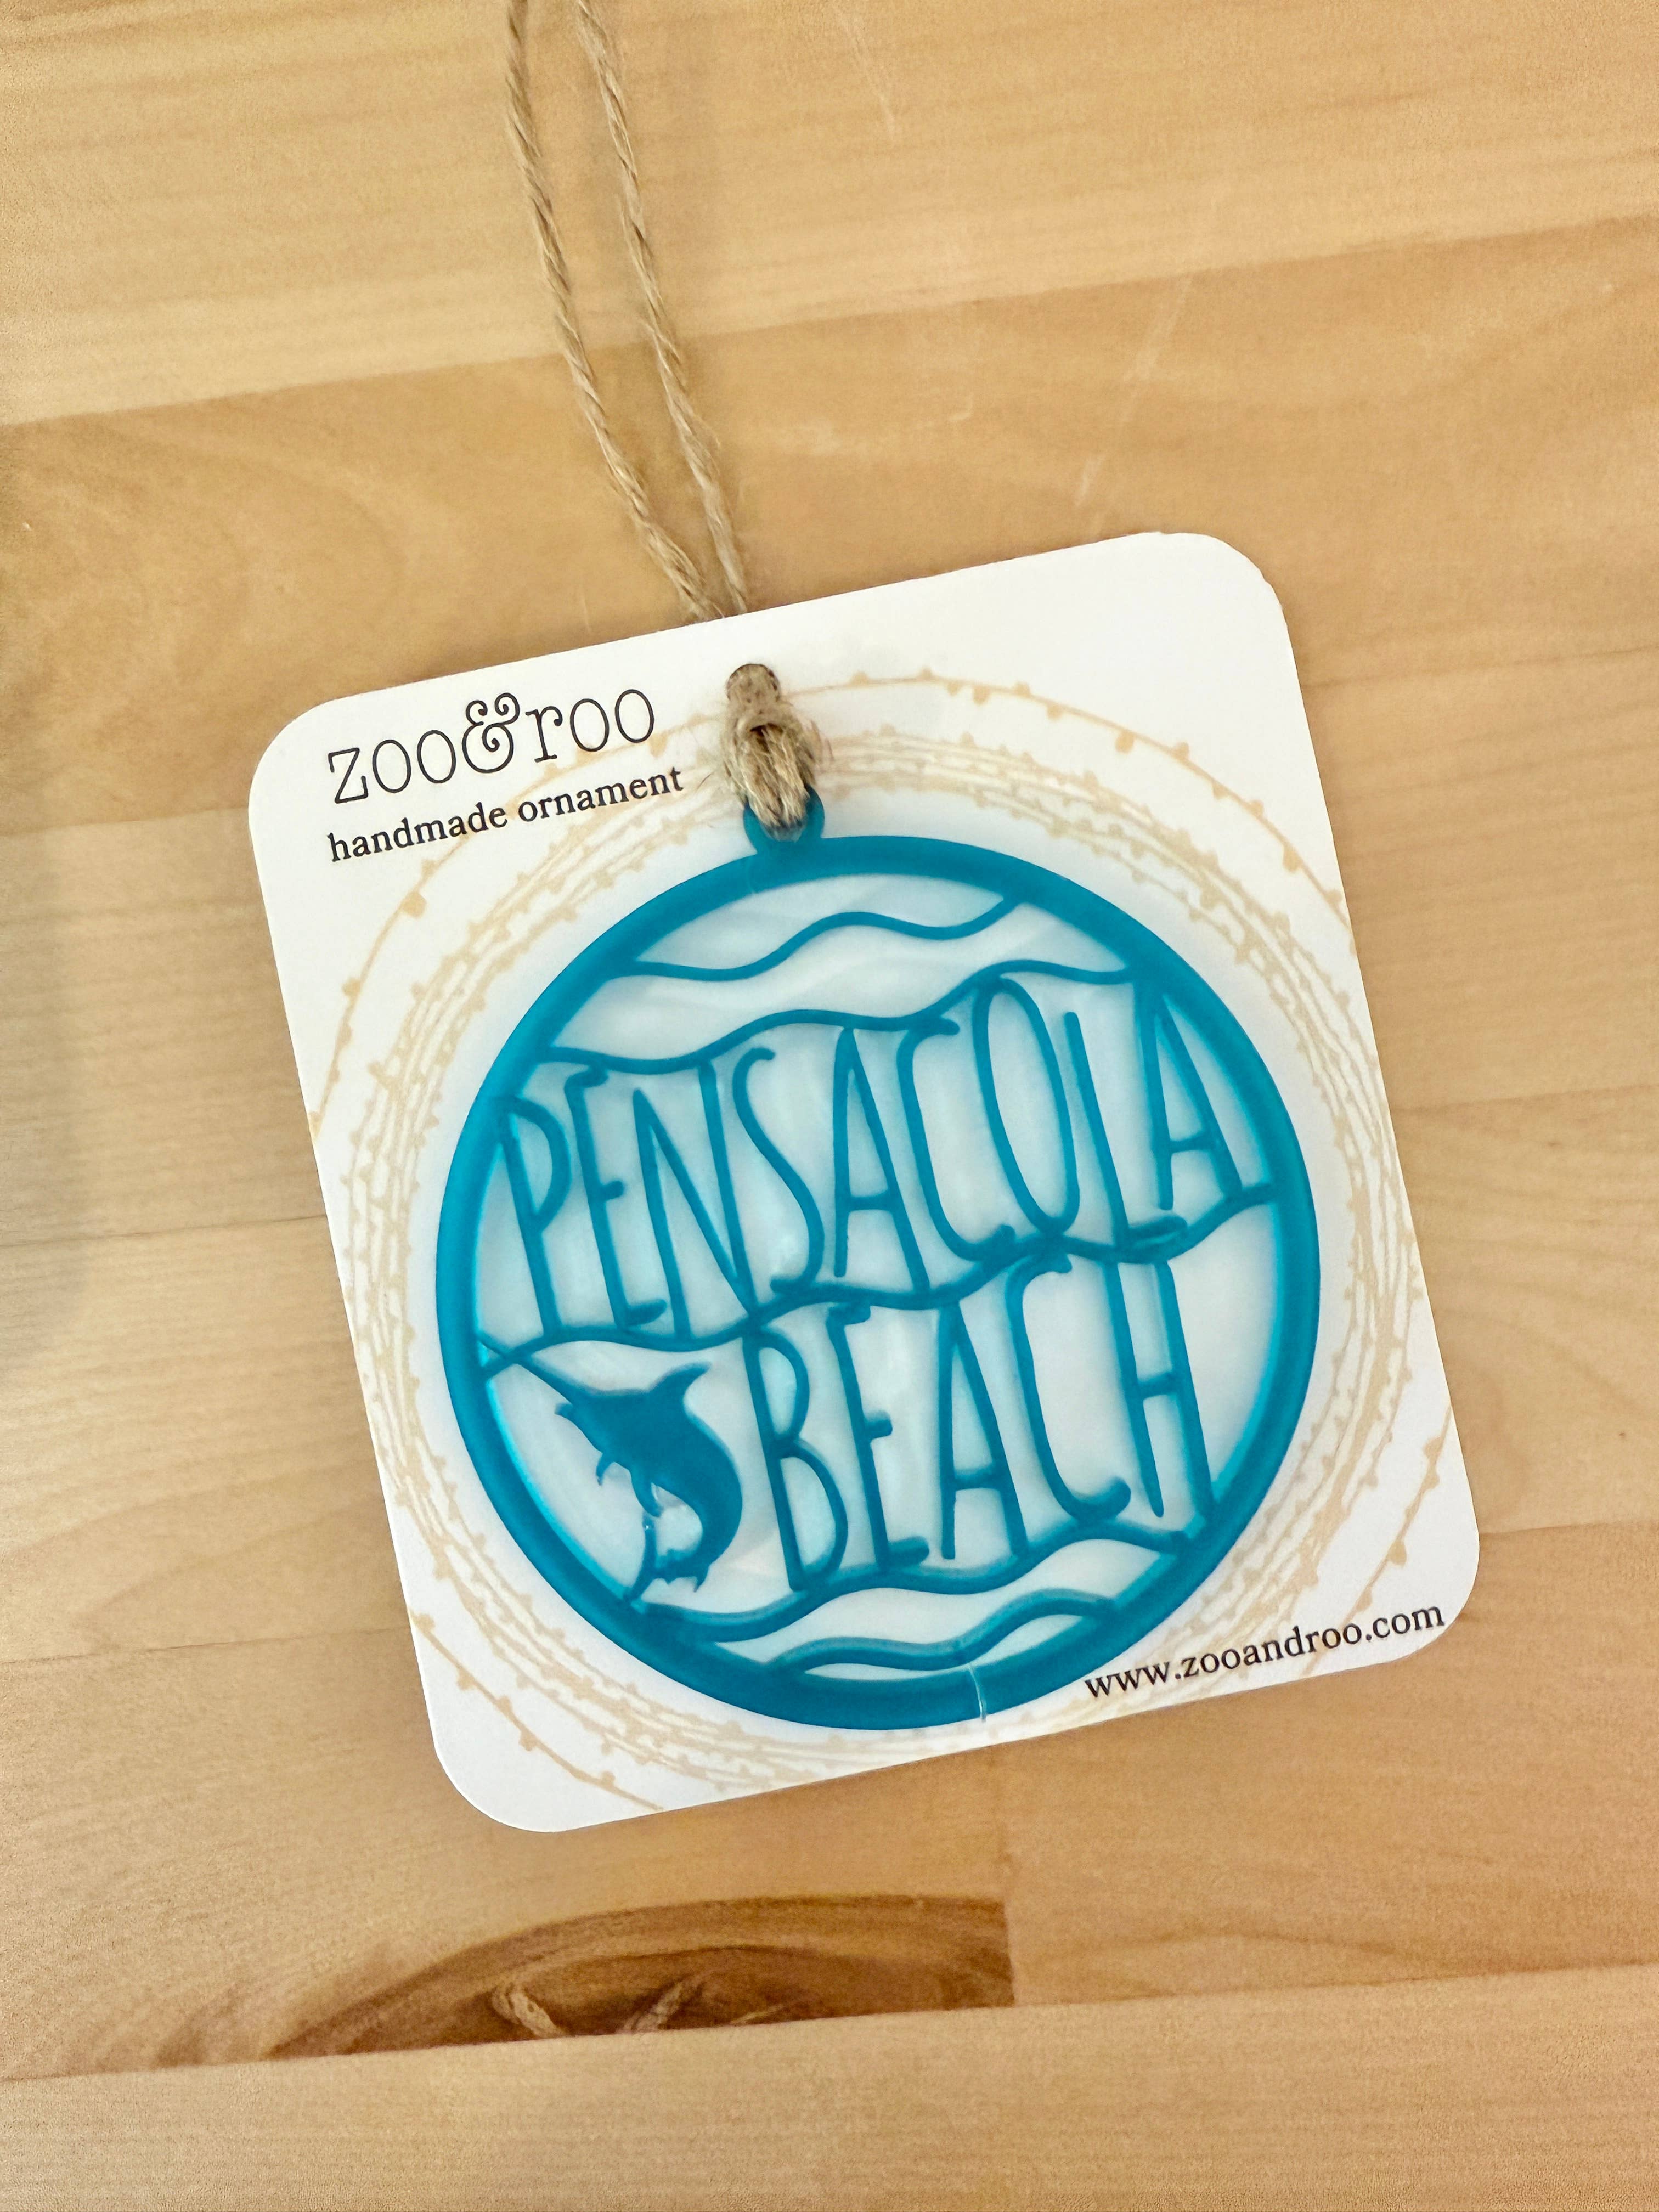 zoo&roo
handmade ornament
PENSACOLA
BEACH
www.zooandroo.com